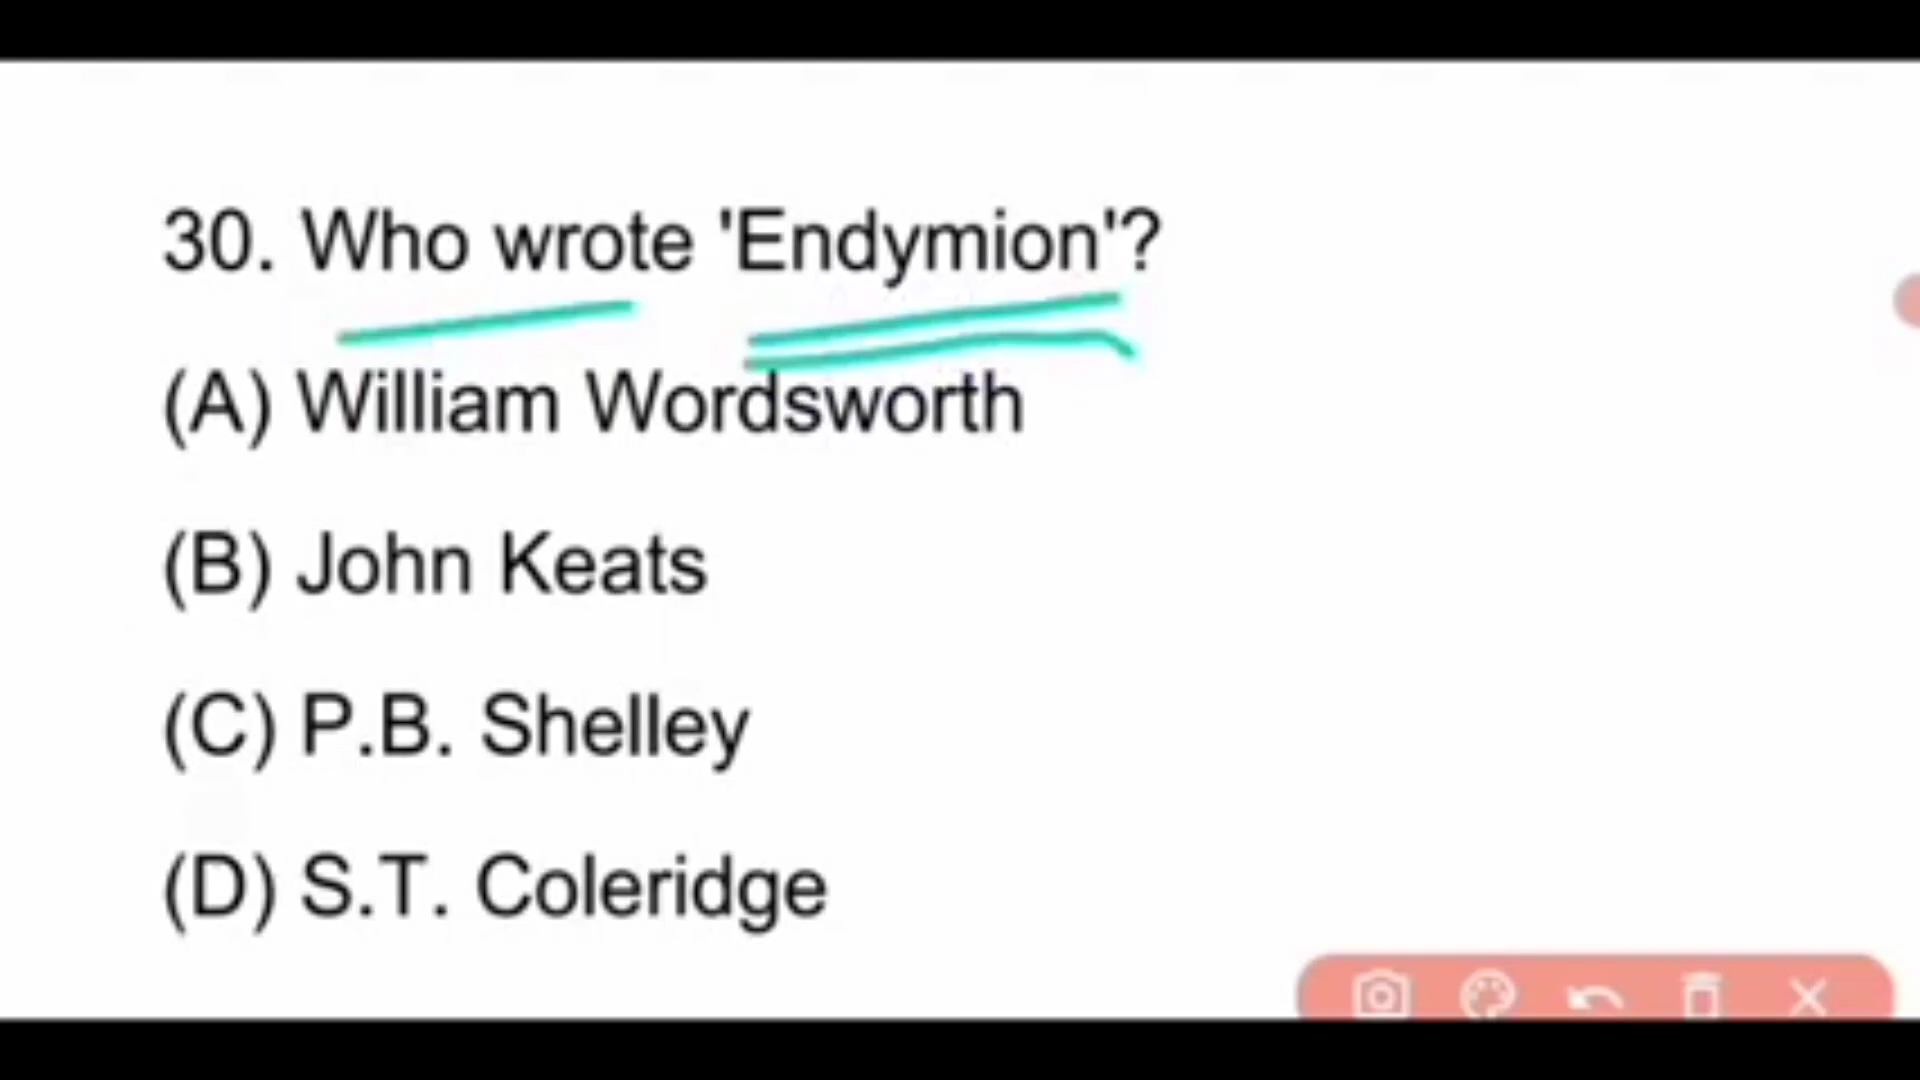 30. Who wrote 'Endymion'?
(A) William Wordsworth
(B) John Keats
(C) P.B. Shelley
(D) S.T. Coleridge